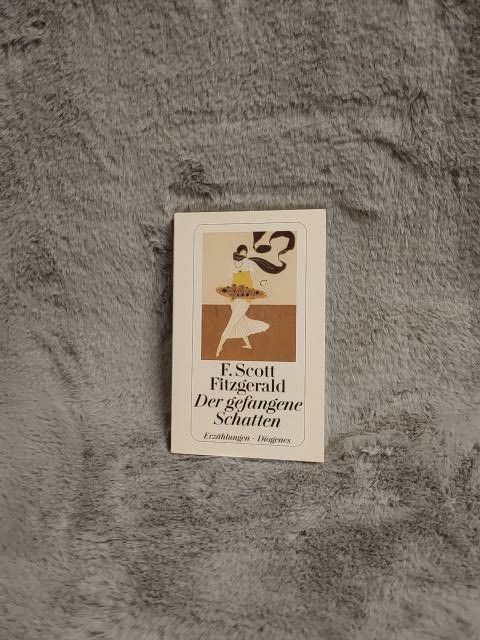 F. Scott
Fitzgerald
Der gefangene
Schatten
Erzählungen · Diogenes